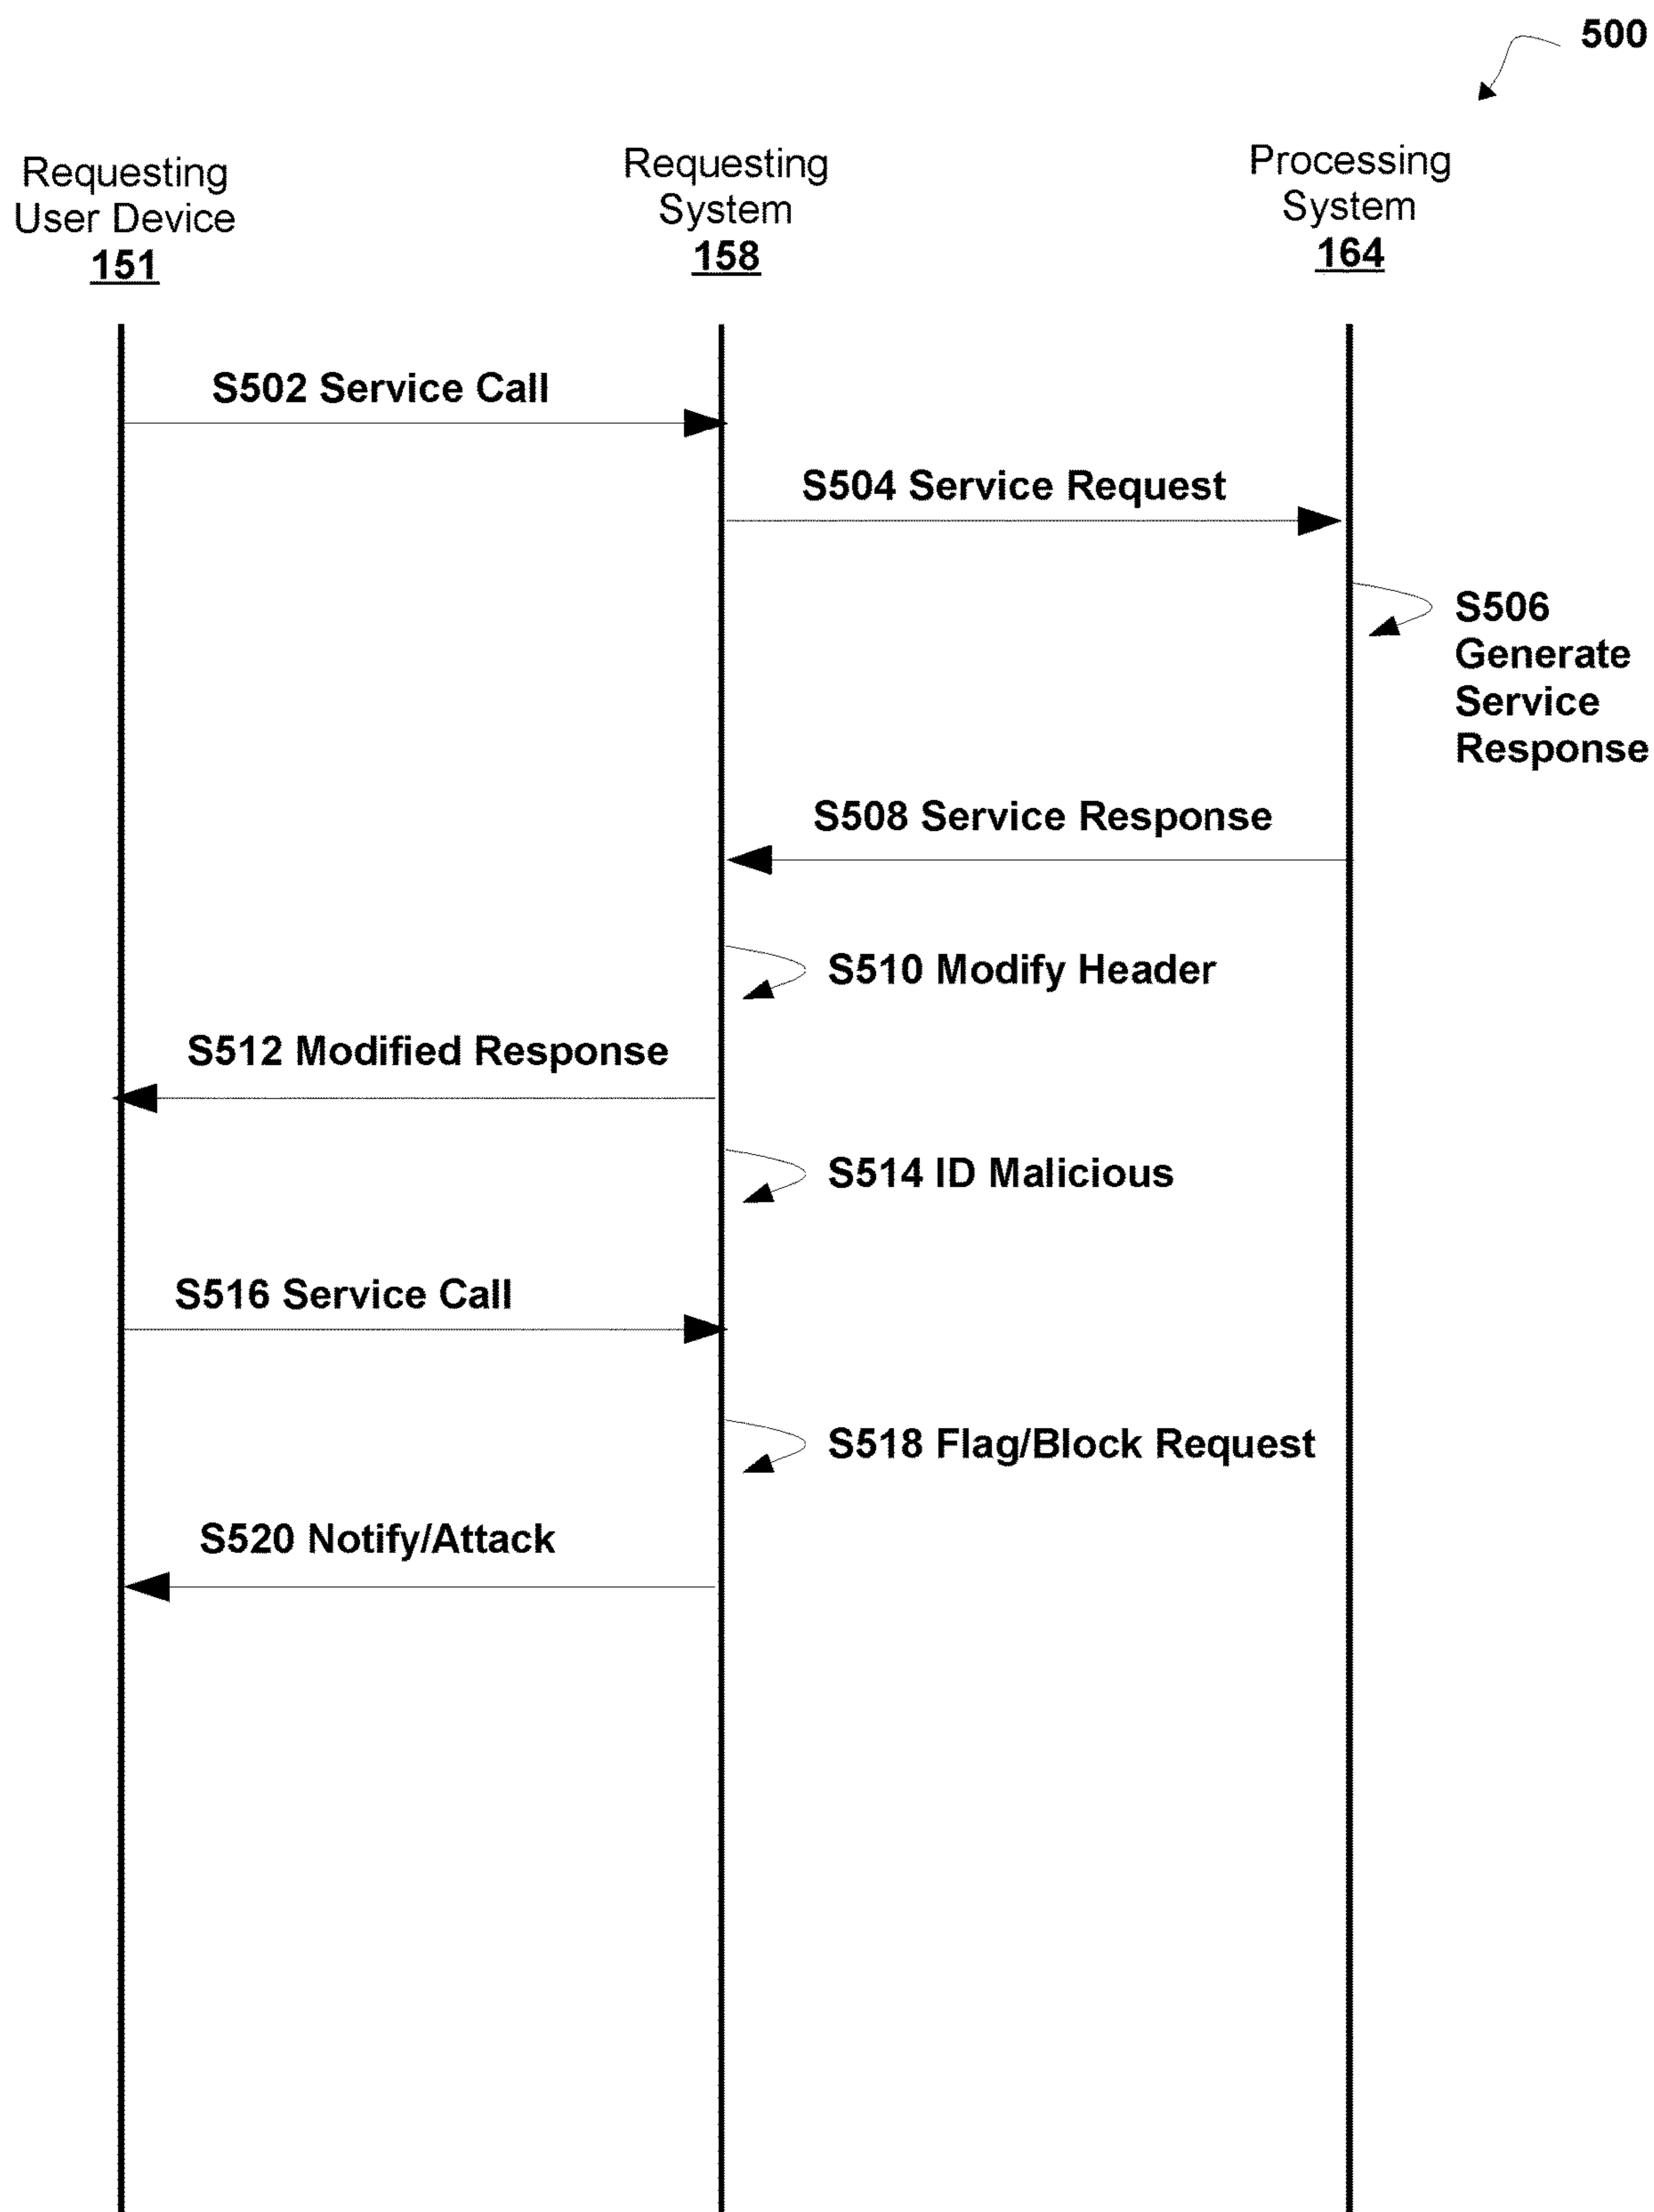 500
Requesting
User Device
151
Requesting
System
158
Processing
System
164
S502 Service Call
S504 Service Request
S506
Generate
Service
Response
S508 Service Response
S510 Modify Header
S512 Modified Response
S514 ID Malicious
S516 Service Call
S518 Flag/Block Request
S520 Notify/Attack